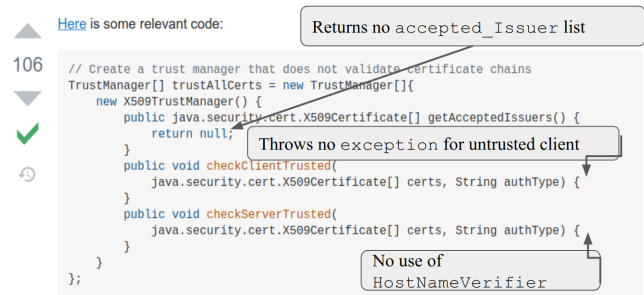 Here is some relevant code:
Returns no accepted_Issuer list
106
// Create a trust manager that does not validate certificate chains
TrustManager[] trustAllCerts = new TrustManager[]{
new X509TrustManager() {
public java.security.cert.X509Certificate[] getAcceptedIssuers() {
return null;
Throws no exception for untrusted client
}
public void checkClientTrusted(
java.security.cert.X509Certificate[] certs, String authType) {
}
public void checkServerTrusted(
java.security.cert.X509Certificate[] certs, String authType) {
}
No use of
HostNameVerifier
}
};